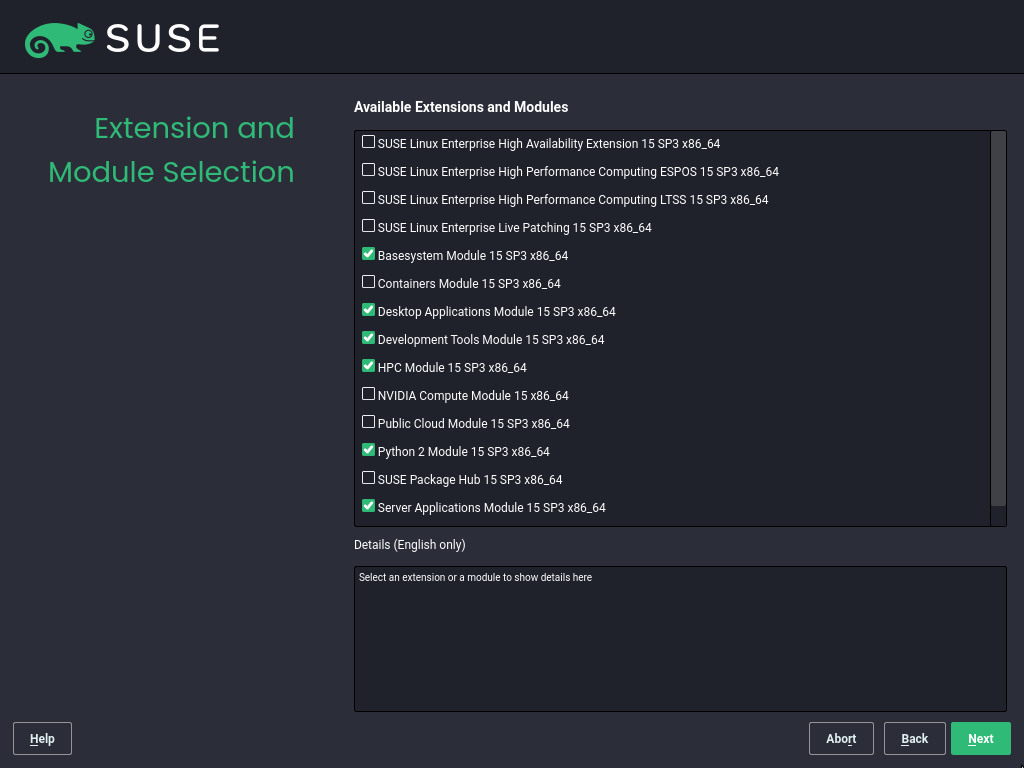 SUSE
Extension and
Module Selection
Available Extensions and Modules
SUSE Linux Enterprise High Availability Extension 15 SP3 x86_64
SUSE Linux Enterprise High Performance Computing ESPOS 15 SP3 x86_64
SUSE Linux Enterprise High Performance Computing LTSS 15 SP3 x86_64
SUSE Linux Enterprise Live Patching 15 SP3 x86_64
Basesystem Module 15 SP3 x86_64
Containers Module 15 SP3 x86_64
Desktop Applications Module 15 SP3 x86_64
Development Tools Module 15 SP3 x86_64
HPC Module 15 SP3 x86_64
NVIDIA Compute Module 15 x86_64
Public Cloud Module 15 SP3 x86_64
Python 2 Module 15 SP3 x86_64
SUSE Package Hub 15 SP3 x86_64
Server Applications Module 15 SP3 x86_64
Details (English only)
Select an extension or a module to show details here
Help
Abort
Back
Next